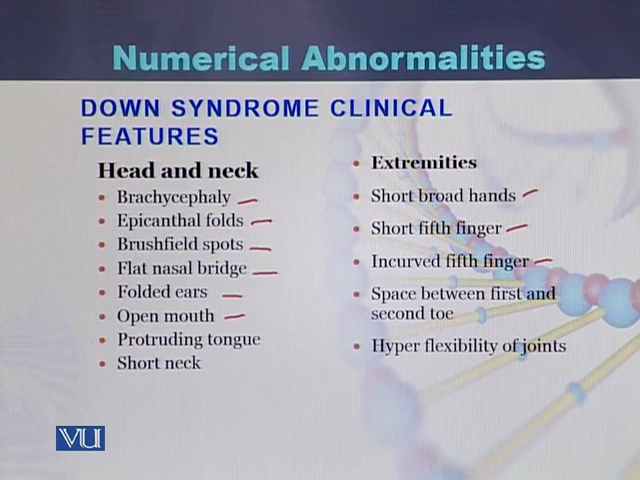 Numerical Abnormalities
DOWN SYNDROME CLINICAL
FEATURES
Head and neck
• Brachycephaly
• Epicanthal folds
• Brushfield spots
• Flat nasal bridge
• Folded ears
• Open mouth
• Protruding tongue
• Short neck
• Extremities
• Short broad hands
• Short fifth finger
• Incurved fifth finger
• Space between first and
second toe
• Hyper flexibility of joints
VU